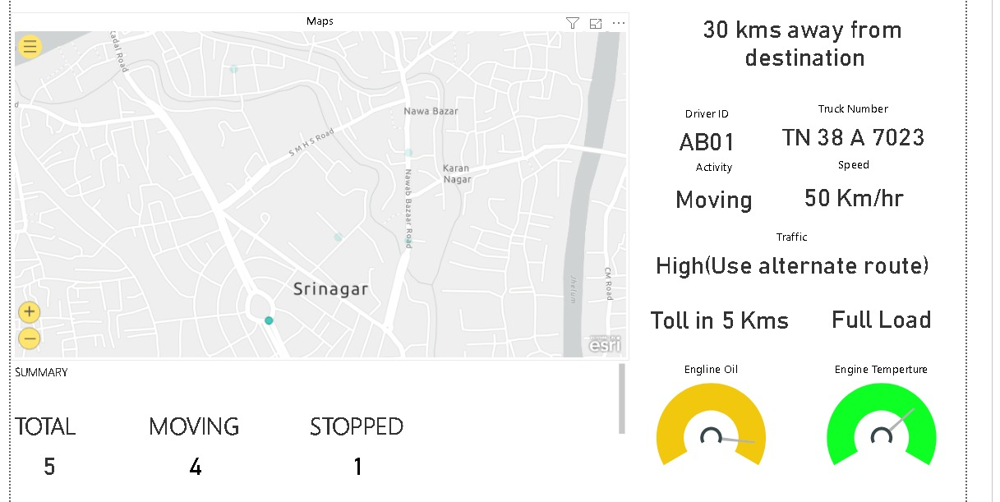 Maps
Kadal Road
Nawa Bazar
S M H S Road
Karan
Nagar
Nawab Bazaar Road
Srinagar
Jhelum
CM Road
d
+
−
esri
30 kms away from
destination
Driver ID
Truck Number
AB01
TN 38 A 7023
Activity
Speed
Moving
50 Km/hr
Traffic
High(Use alternate route)
Toll in 5 Kms
Full Load
Engline Oil
Engine Temperture
SUMMARY
TOTAL
MOVING
STOPPED
5
4
1